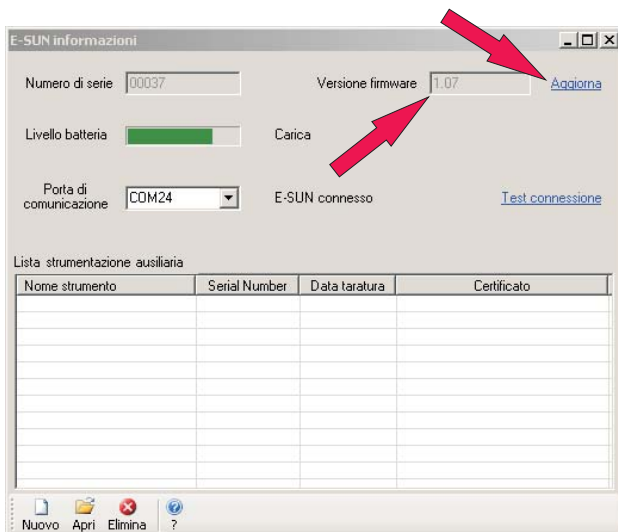 E-SUN informazioni
Numero di serie 00037 Versione firmware 1.07 Aggiorna
Livello batteria Carica
Porta di comunicazione COM24 E-SUN connesso Test connessione
Lista strumentazione ausiliaria
Nome strumento Serial Number Data taratura Certificato
Nuovo Apri Elimina ?